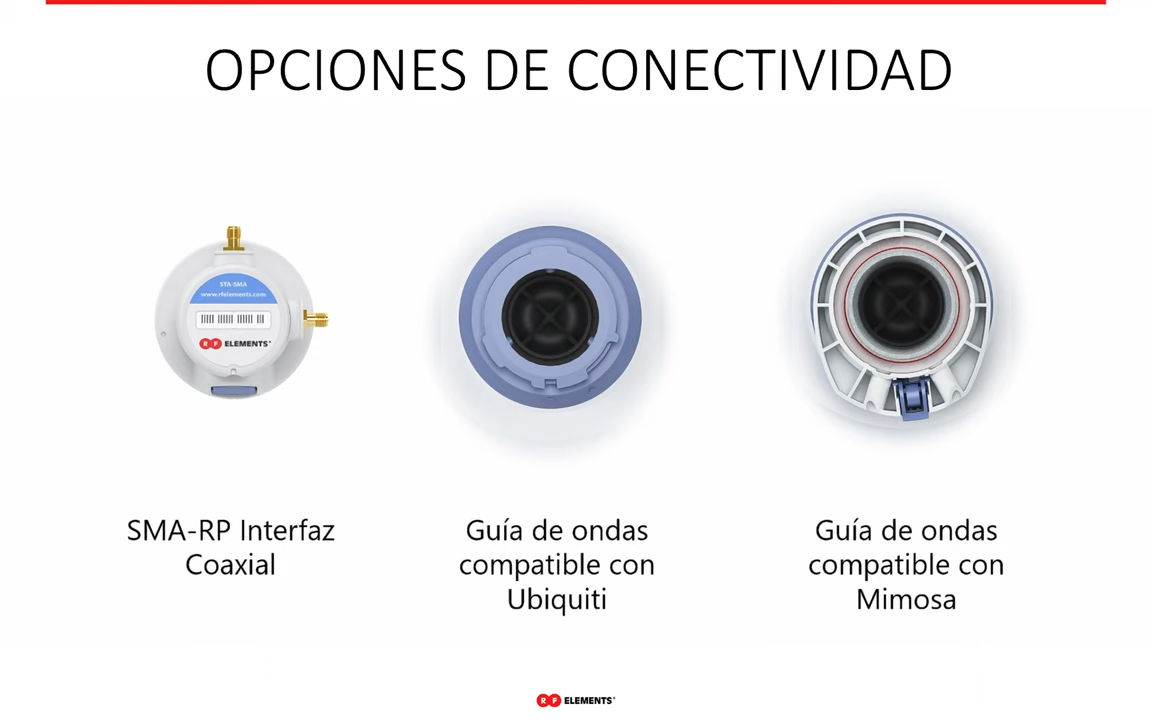 OPCIONES DE CONECTIVIDAD
STA-SMA
www.rfelements.com
RF ELEMENTS
SMA-RP Interfaz
Coaxial
Guía de ondas
compatible con
Ubiquiti
Guía de ondas
compatible con
Mimosa
RF ELEMENTS